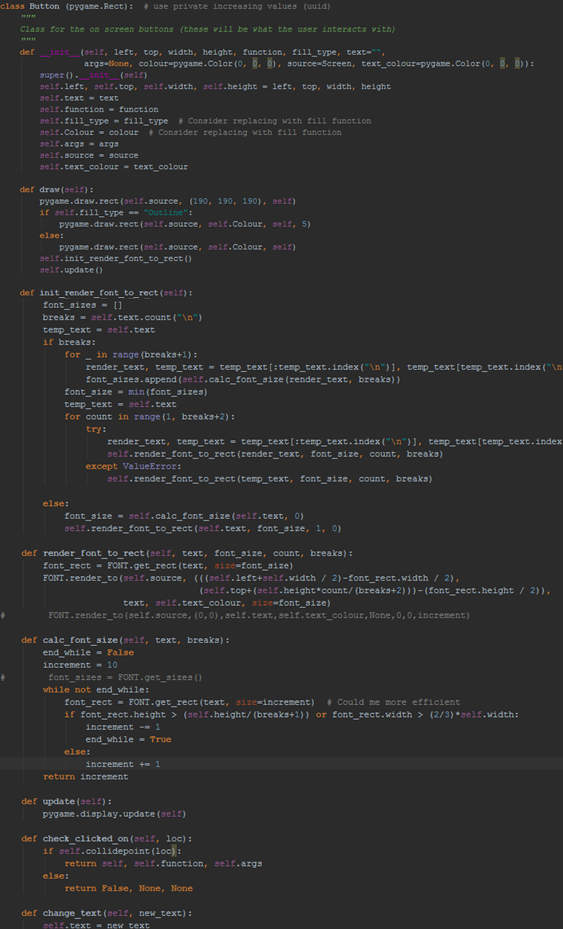 class Button (pygame.Rect):  # use private increasing values (uuid)
    """
    Class for the on screen buttons (these will be what the user interacts with)
    """
    def __init__(self, left, top, width, height, function, fill_type, text="",
                 args=None, colour=pygame.Color(0, 0, 0), source=Screen, text_colour=pygame.Color(0, 0, 0)):
        super().__init__(self)
        self.left, self.top, self.width, self.height = left, top, width, height
        self.text = text
        self.function = function
        self.fill_type = fill_type  # Consider replacing with fill function
        self.Colour = colour  # Consider replacing with fill function
        self.args = args
        self.source = source
        self.text_colour = text_colour

    def draw(self):
        pygame.draw.rect(self.source, (190, 190, 190), self)
        if self.fill_type == "Outline":
            pygame.draw.rect(self.source, self.Colour, self, 5)
        else:
            pygame.draw.rect(self.source, self.Colour, self)
        self.init_render_font_to_rect()
        self.update()

    def init_render_font_to_rect(self):
        font_sizes = []
        breaks = self.text.count("\n")
        temp_text = self.text
        if breaks:
            for _ in range(breaks+1):
                render_text, temp_text = temp_text[:temp_text.index("\n")], temp_text[temp_text.index("\n
                font_sizes.append(self.calc_font_size(render_text, breaks))
            font_size = min(font_sizes)
            temp_text = self.text
            for count in range(1, breaks+2):
                try:
                    render_text, temp_text = temp_text[:temp_text.index("\n")], temp_text[temp_text.index
                    self.render_font_to_rect(render_text, font_size, count, breaks)
                except ValueError:
                    self.render_font_to_rect(temp_text, font_size, count, breaks)

        else:
            font_size = self.calc_font_size(self.text, 0)
            self.render_font_to_rect(self.text, font_size, 1, 0)

    def render_font_to_rect(self, text, font_size, count, breaks):
        font_rect = FONT.get_rect(text, size=font_size)
        FONT.render_to(self.source, (((self.left+self.width / 2)-font_rect.width / 2),
                                     (self.top+(self.height*count/(breaks+2)))-(font_rect.height / 2)),
                       text, self.text_colour, size=font_size)
#        FONT.render_to(self.source,(0,0),self.text,self.text_colour,None,0,0,increment)

    def calc_font_size(self, text, breaks):
        end_while = False
        increment = 10
#        font_sizes = FONT.get_sizes()
        while not end_while:
            font_rect = FONT.get_rect(text, size=increment)  # Could me more efficient
            if font_rect.height > (self.height/(breaks+1)) or font_rect.width > (2/3)*self.width:
                increment -= 1
                end_while = True
            else:
                increment += 1
        return increment

    def update(self):
        pygame.display.update(self)

    def check_clicked_on(self, loc):
        if self.collidepoint(loc):
            return self, self.function, self.args
        else:
            return False, None, None

    def change_text(self, new_text):
        self.text = new_text